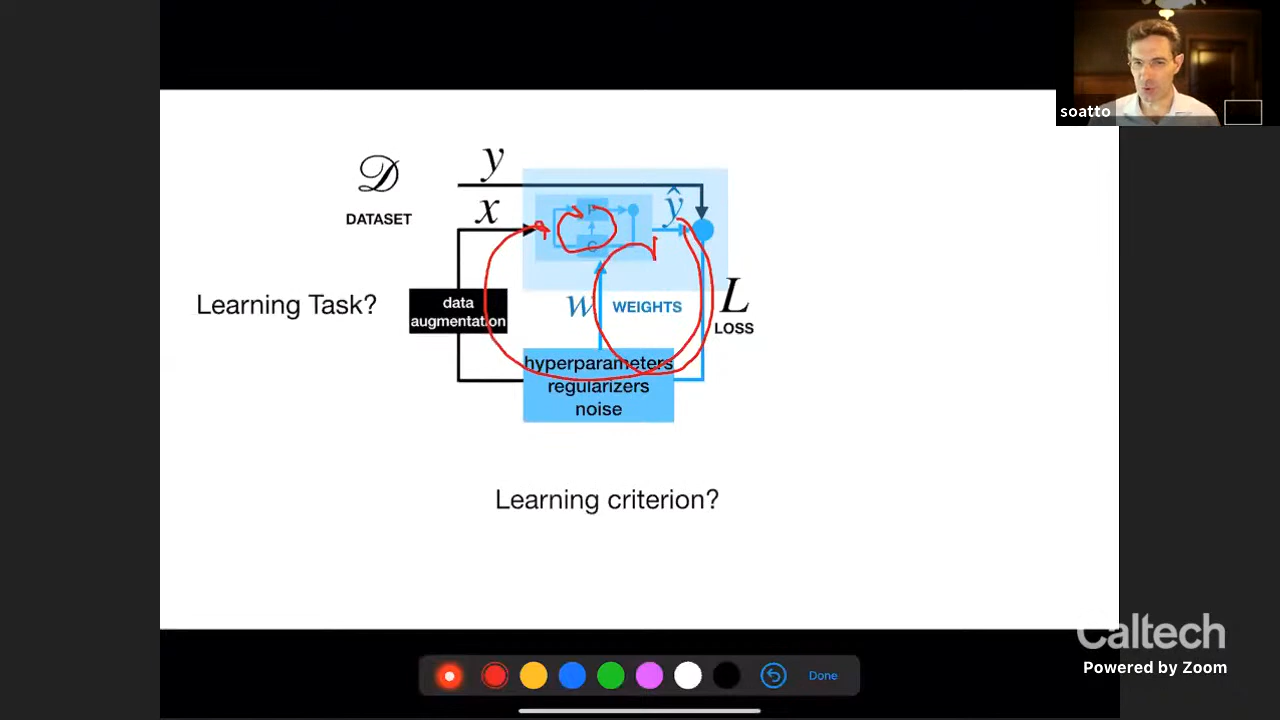 soatto
𝒟
DATASET
y
x
P
C
ŷ
Learning Task?
data
augmentation
w
WEIGHTS
L
LOSS
hyperparameters
regularizers
noise
Learning criterion?
Caltech
Powered by Zoom
Done